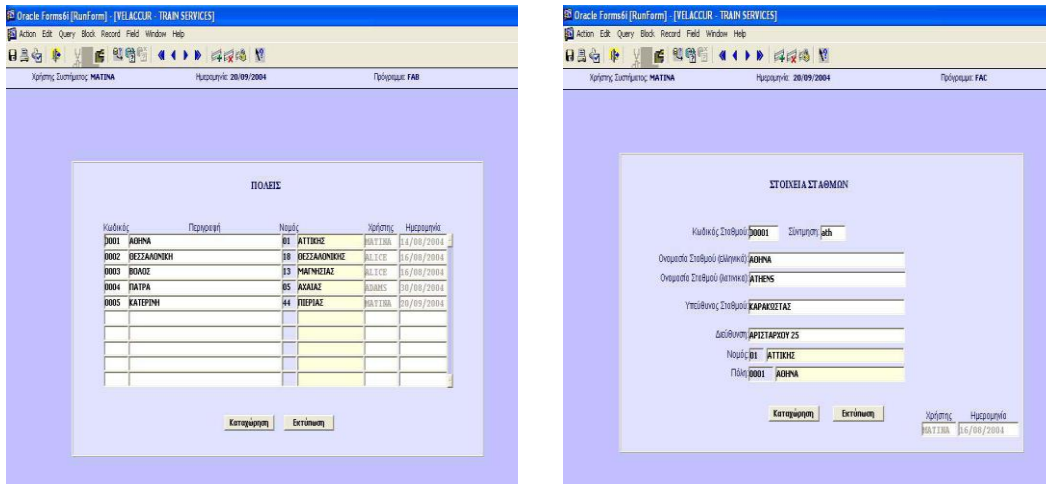 Oracle Forms6i [RunForm] - [VELACCUR - TRAIN SERVICES]
Action Edit Query Block Record Field Window Help
Χρήστης Συστήματος: MATINA Ημερομηνία: 20/09/2004 Πρόγραμμα: FAB
ΠΟΛΕΙΣ
Κωδικός Περιγραφή Νομός Χρήστης Ημερομηνία
0001 ΑΘΗΝΑ 01 ΑΤΤΙΚΗΣ MATINA 14/08/2004
0002 ΘΕΣΣΑΛΟΝΙΚΗ 18 ΘΕΣΣΑΛΟΝΙΚΗΣ ALICE 16/08/2004
0003 ΒΟΛΟΣ 13 ΜΑΓΝΗΣΙΑΣ ALICE 16/08/2004
0004 ΠΑΤΡΑ 05 ΑΧΑΙΑΣ ADAMS 30/08/2004
0005 ΚΑΤΕΡΙΝΗ 44 ΠΙΕΡΙΑΣ MATINA 20/09/2004
Καταχώρηση Εκτύπωση
Oracle Forms6i [RunForm] - [VELACCUR - TRAIN SERVICES]
Action Edit Query Block Record Field Window Help
Χρήστης Συστήματος: MATINA Ημερομηνία: 20/09/2004 Πρόγραμμα: FAC
ΣΤΟΙΧΕΙΑ ΣΤΑΘΜΩΝ
Κωδικός Σταθμού: 00001 Σύντμηση: ath
Ονομασία Σταθμού (ελληνικά): ΑΘΗΝΑ
Ονομασία Σταθμού (λατινικά): ATHENS
Υπεύθυνος Σταθμού: ΚΑΡΑΚΩΣΤΑΣ
Διεύθυνση: ΑΡΙΣΤΑΡΧΟΥ 25
Νομός: 01 ΑΤΤΙΚΗΣ
Πόλη: 0001 ΑΘΗΝΑ
Καταχώρηση Εκτύπωση Χρήστης Ημερομηνία
MATINA 16/08/2004